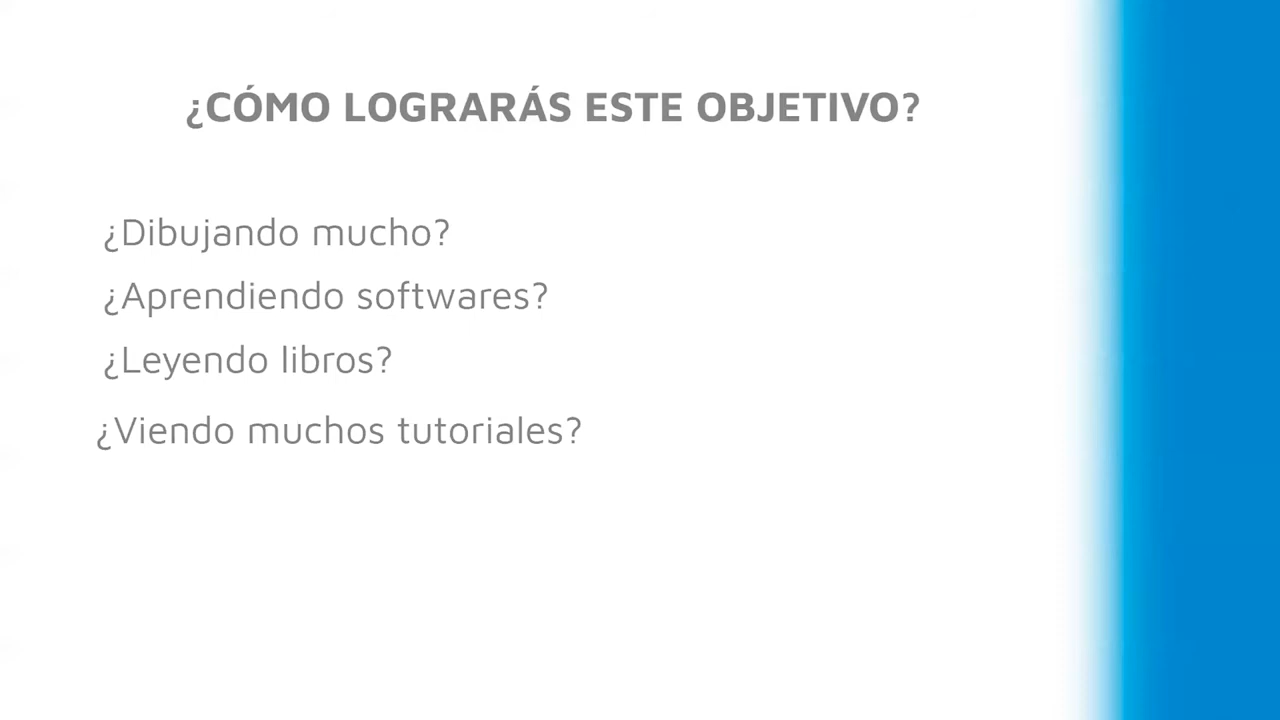 ¿CÓMO LOGRARÁS ESTE OBJETIVO?
¿Dibujando mucho?
¿Aprendiendo softwares?
¿Leyendo libros?
¿Viendo muchos tutoriales?